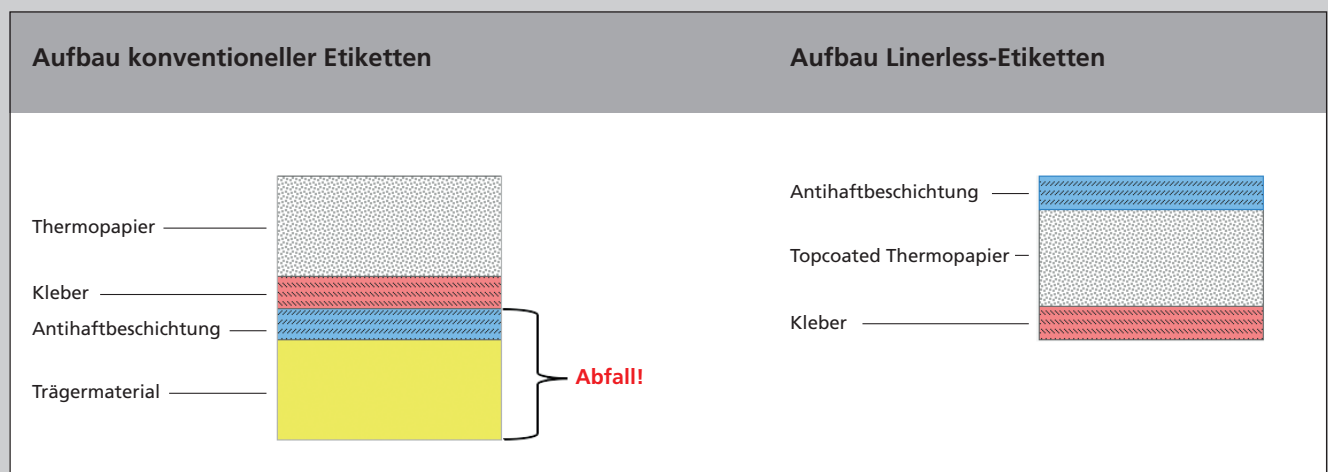 Aufbau konventioneller Etiketten
Aufbau Linerless-Etiketten
Thermopapier
Kleber
Antihaftbeschichtung
Trägermaterial
Abfall!
Antihaftbeschichtung
Topcoated Thermopapier
Kleber